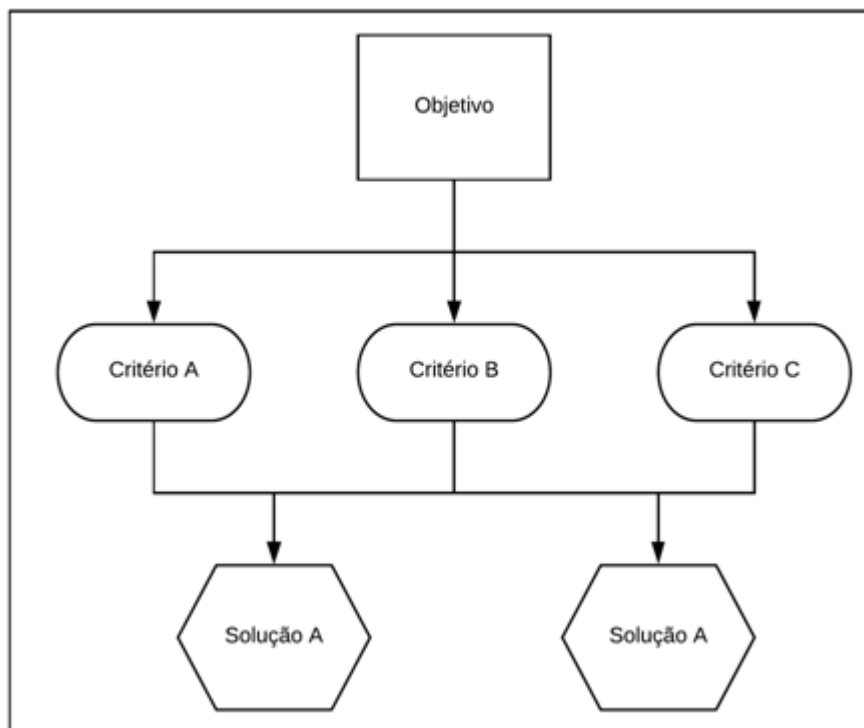 Objetivo
Critério A
Critério B
Critério C
Solução A
Solução A